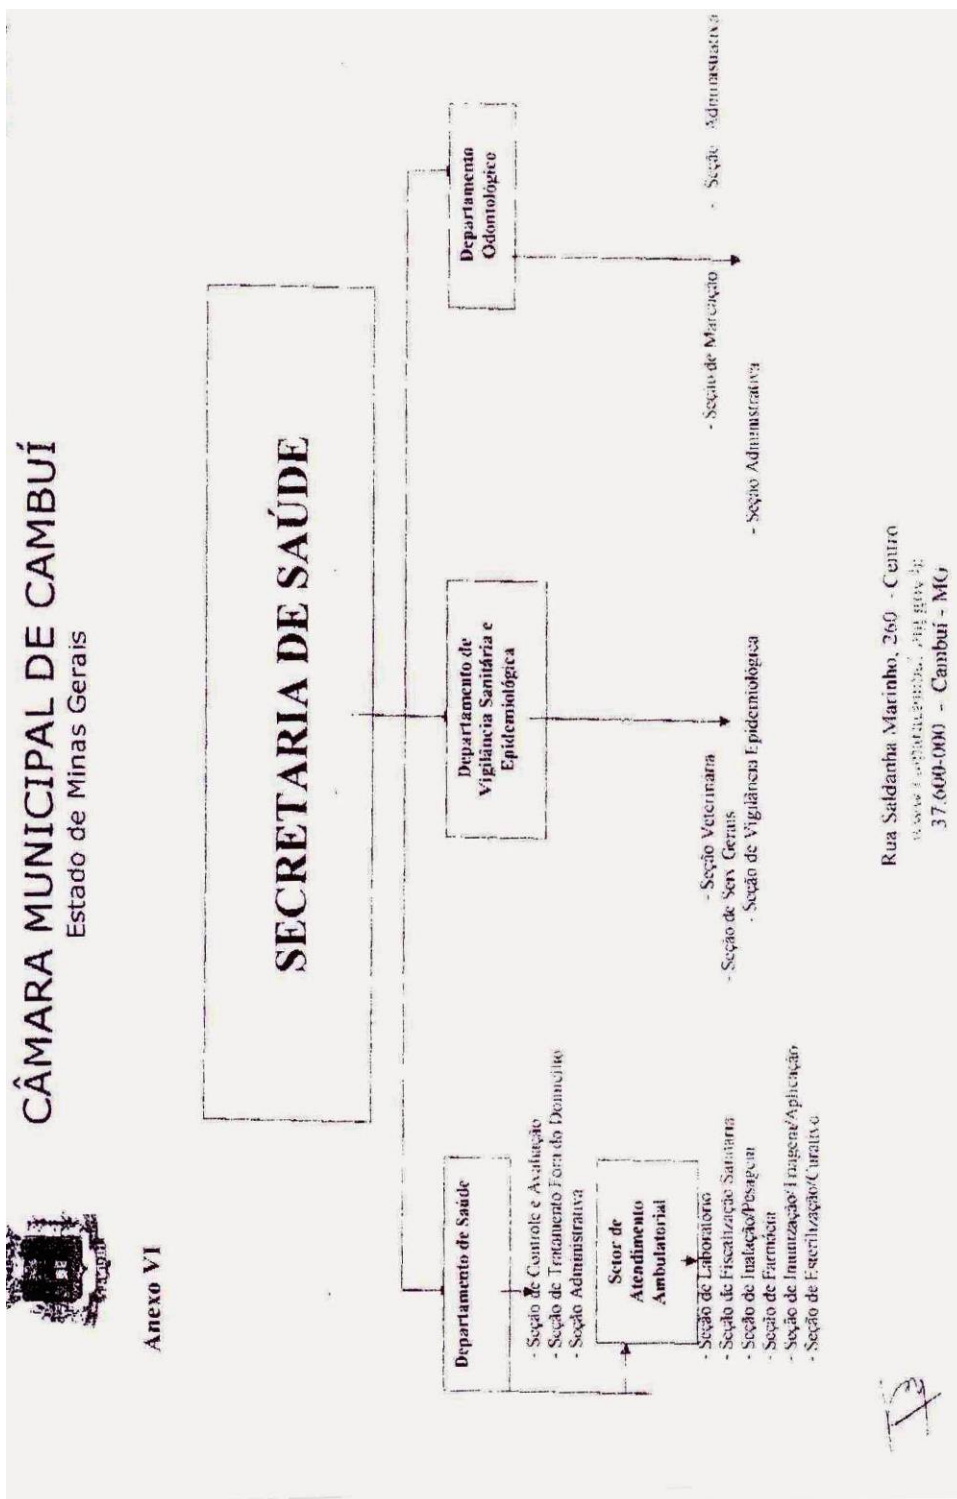 CÂMARA MUNICIPAL DE CAMBUÍ
Estado de Minas Gerais
Anexo VI
SECRETARIA DE SAÚDE
Departamento de Saúde
- Seção de Controle e Avaliação
- Seção de Tratamento Fora do Domicílio
- Seção Administrativa
Setor de
Atendimento
Ambulatorial
- Seção de Laboratório
- Seção de Fiscalização Sanitária
- Seção de Inalação/Pesagem
- Seção de Farmácia
- Seção de Imunização/Triagem/Aplicação
- Seção de Esterilização/Curativo
Departamento de
Vigilância Sanitária e
Epidemiológica
- Seção Veterinária
- Seção de Serv Gerais
- Seção de Vigilância Epidemiológica
- Seção Administrativa
Departamento
Odontológico
- Seção de Marcação
- Seção Administrativa
Rua Saldanha Marinho, 260 - Centro
37.600-000 - Cambuí - MG